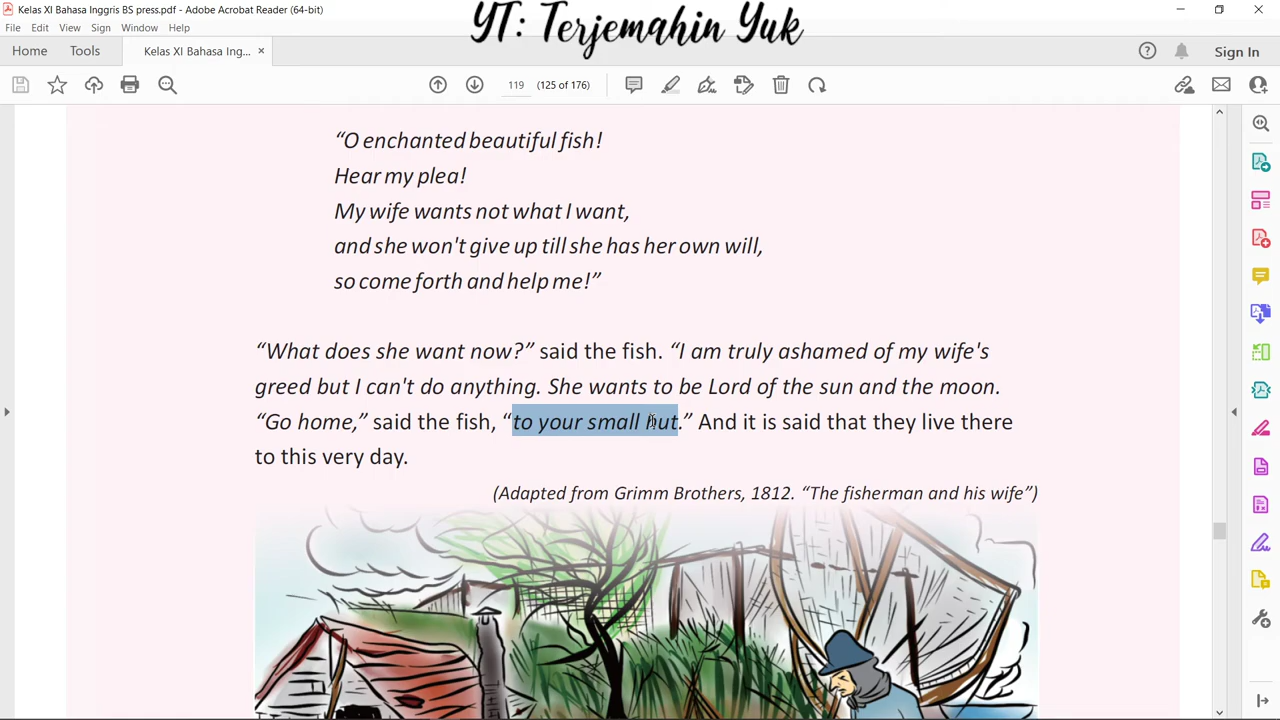 Kelas XI Bahasa Inggris BS press.pdf - Adobe Acrobat Reader (64-bit)
YT: Terjemahin Yuk
File Edit View Sign Window Help
Home Tools Kelas XI Bahasa Ing... × Sign In
119 (125 of 176)
“O enchanted beautiful fish!
Hear my plea!
My wife wants not what I want,
and she won't give up till she has her own will,
so come forth and help me!”
“What does she want now?” said the fish. “I am truly ashamed of my wife's
greed but I can't do anything. She wants to be Lord of the sun and the moon.
“Go home,” said the fish, “to your small hut.” And it is said that they live there
to this very day.
(Adapted from Grimm Brothers, 1812. “The fisherman and his wife”)